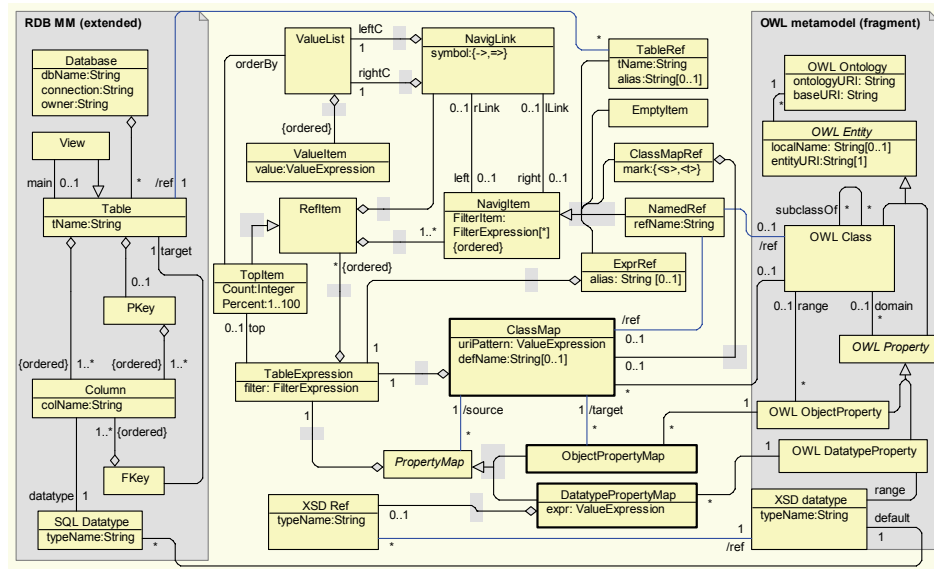 RDB MM (extended)
OWL metamodel (fragment)
Database
dbName:String
connection:String
owner:String
View
main
0..1
*
/ref
1
Table
tName:String
1
target
0..1
PKey
{ordered}
1..*
{ordered}
1..*
Column
colName:String
1..*
{ordered}
FKey
datatype
1
SQL Datatype
typeName:String
*
ValueList
leftC
1
rightC
1
orderBy
{ordered}
ValueItem
value:ValueExpression
NavigLink
symbol:{->,=>}
0..1
rLink
0..1
lLink
left
0..1
right
0..1
RefItem
1..*
*
{ordered}
NavigItem
FilterItem:
FilterExpression[*]
{ordered}
TopItem
Count:Integer
Percent:1..100
0..1
top
1
TableExpression
filter: FilterExpression
1
1
*
TableRef
tName:String
alias:String[0..1]
EmptyItem
ClassMapRef
mark:{<s>,<t>}
NamedRef
refName:String
ExprRef
alias: String [0..1]
ClassMap
uriPattern: ValueExpression
defName:String[0..1]
/ref
0..1
0..1
*
1
/source
*
1
/target
*
PropertyMap
ObjectPropertyMap
*
DatatypePropertyMap
expr: ValueExpression
*
XSD Ref
typeName:String
0..1
*
1
/ref
OWL Ontology
ontologyURI: String
baseURI: String
1
*
OWL Entity
localName: String[0..1]
entityURI:String[1]
subclassOf
*
*
0..1
/ref
OWL Class
0..1
0..1
range
0..1
domain
*
*
OWL Property
1
OWL ObjectProperty
1
OWL DatatypeProperty
range
XSD datatype
typeName:String
default
1